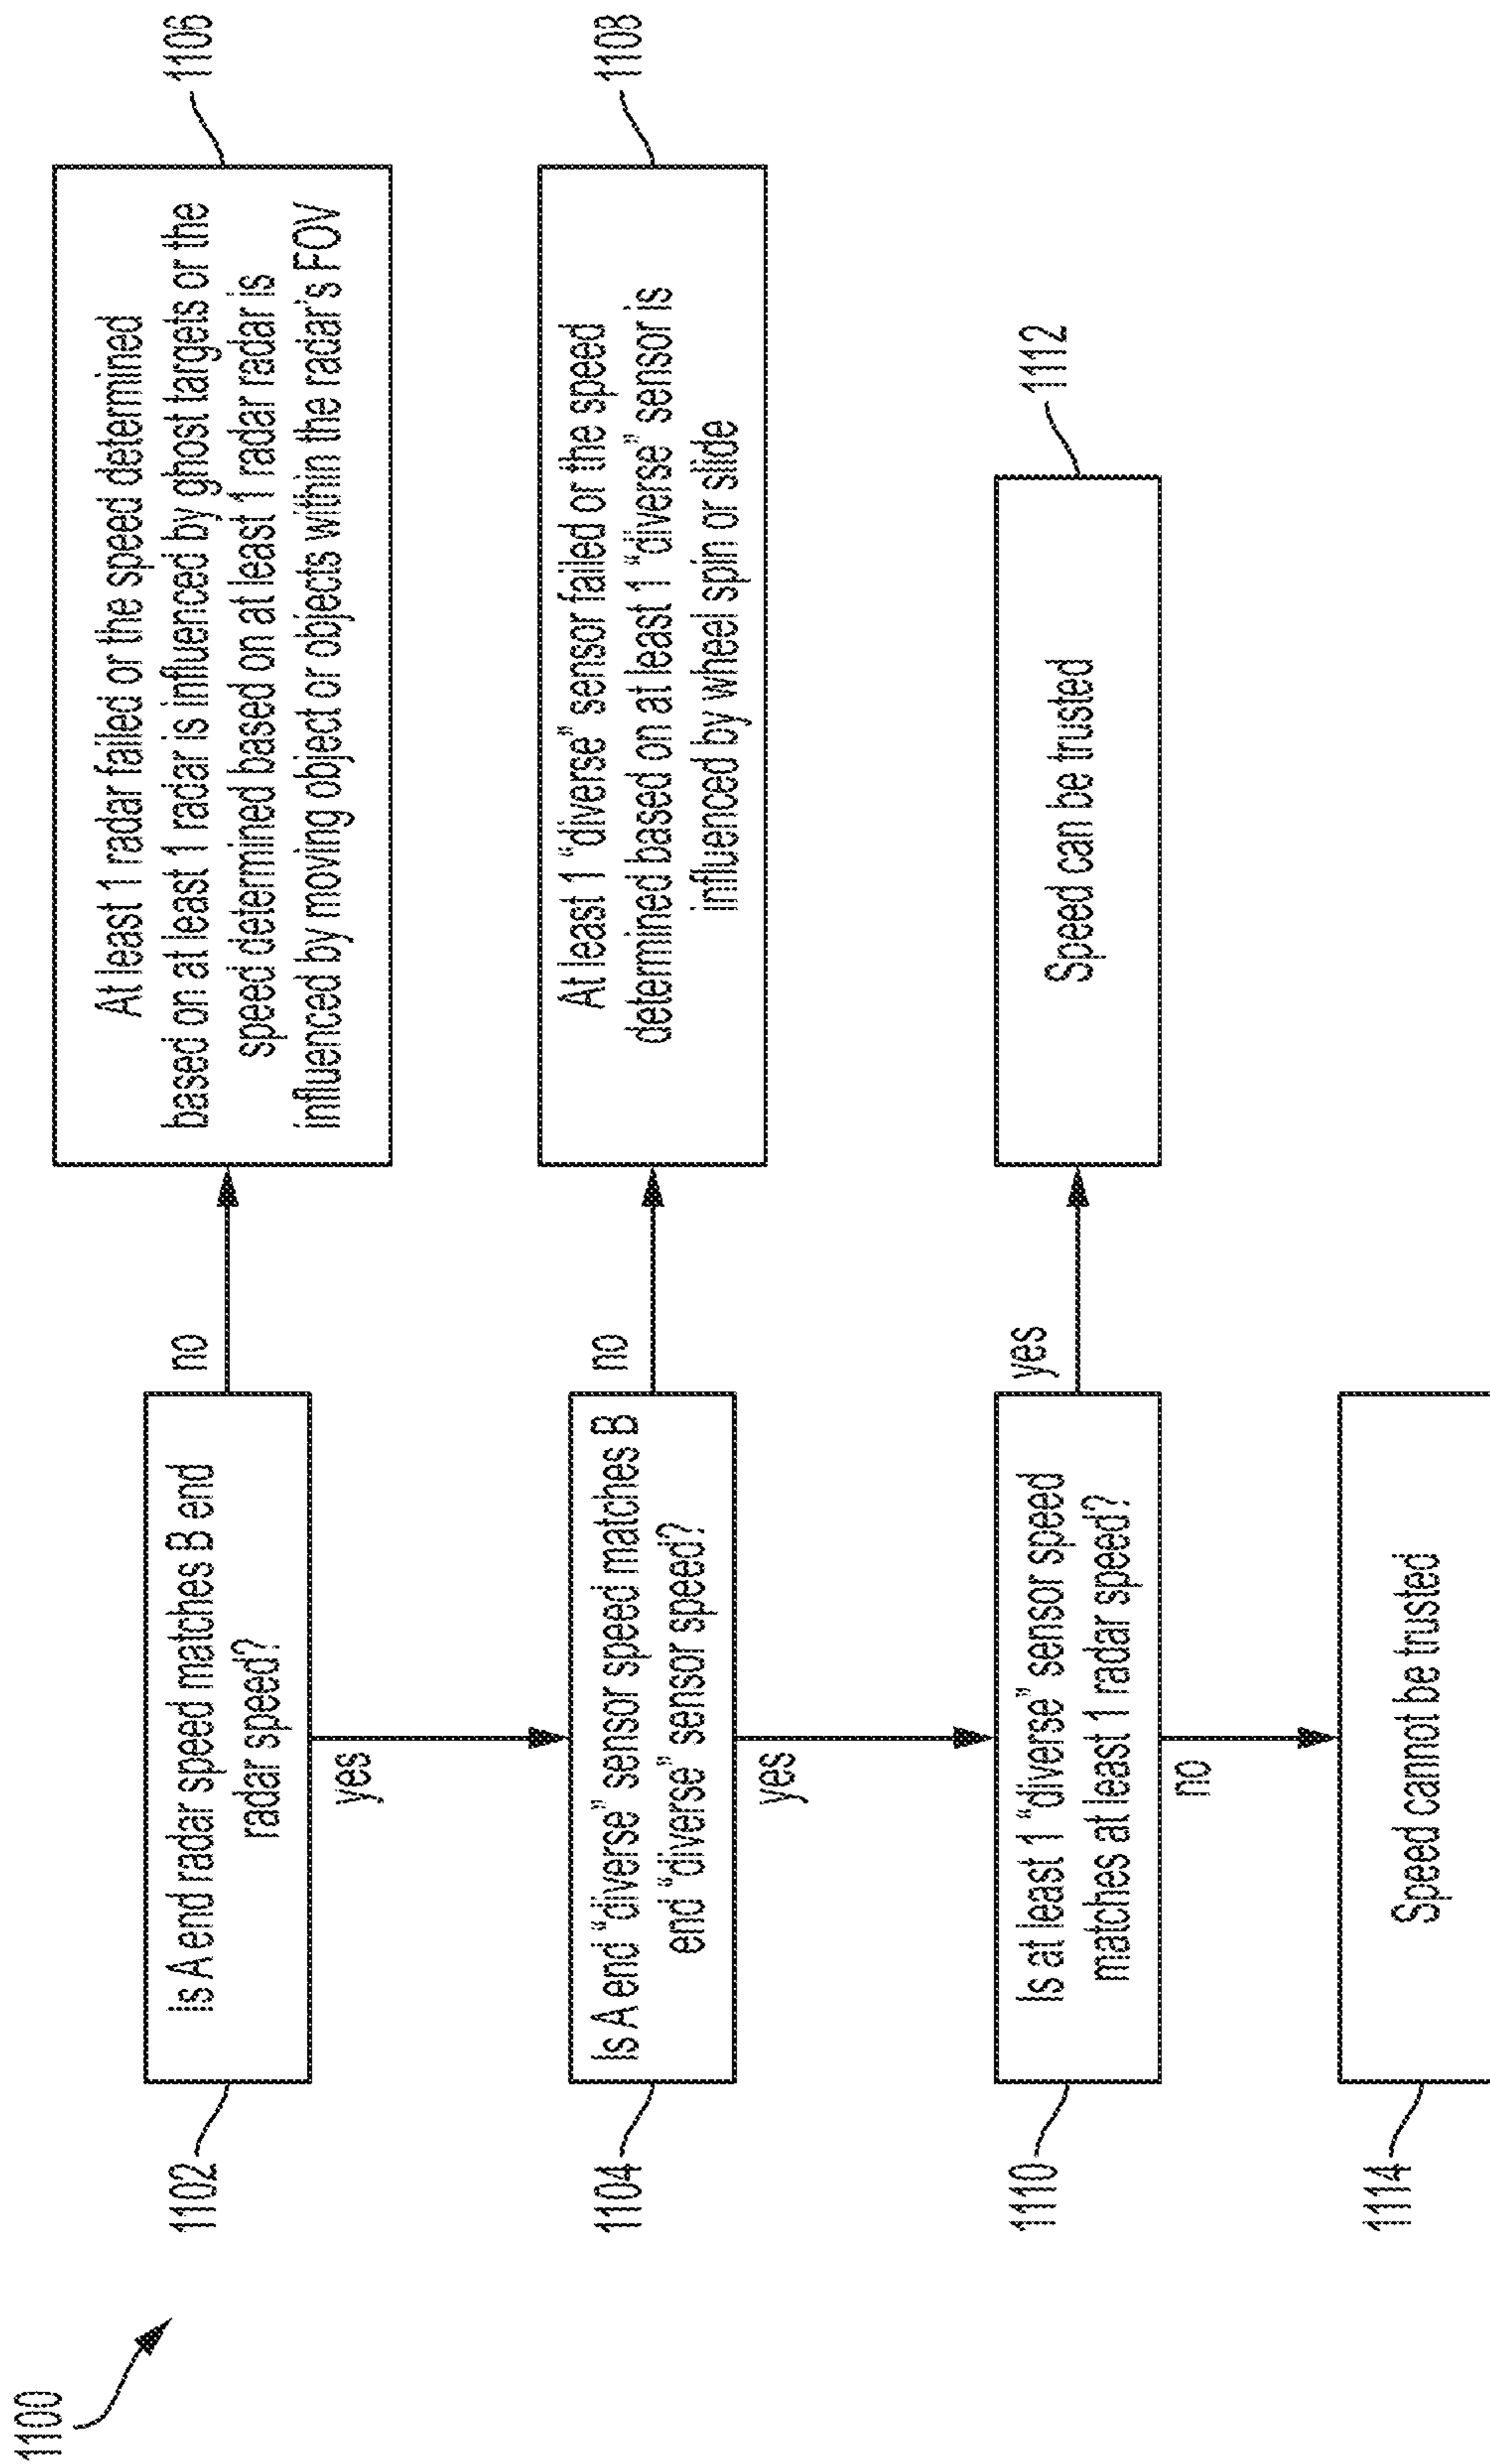 1100
1102
Is A end radar speed matches B end
radar speed?
no
At least 1 radar failed or the speed determined
based on at least 1 radar is influenced by ghost targets or the
speed determined based on at least 1 radar radar is
influenced by moving object or objects within the radar's FOV
1106
yes
1104
Is A end “diverse” sensor speed matches B
end “diverse” sensor speed?
no
At least 1 “diverse” sensor failed or the speed
determined based on at least 1 “diverse” sensor is
influenced by wheel spin or slide
1108
yes
1110
Is at least 1 “diverse” sensor speed
matches at least 1 radar speed?
yes
Speed can be trusted
1112
no
1114
Speed cannot be trusted